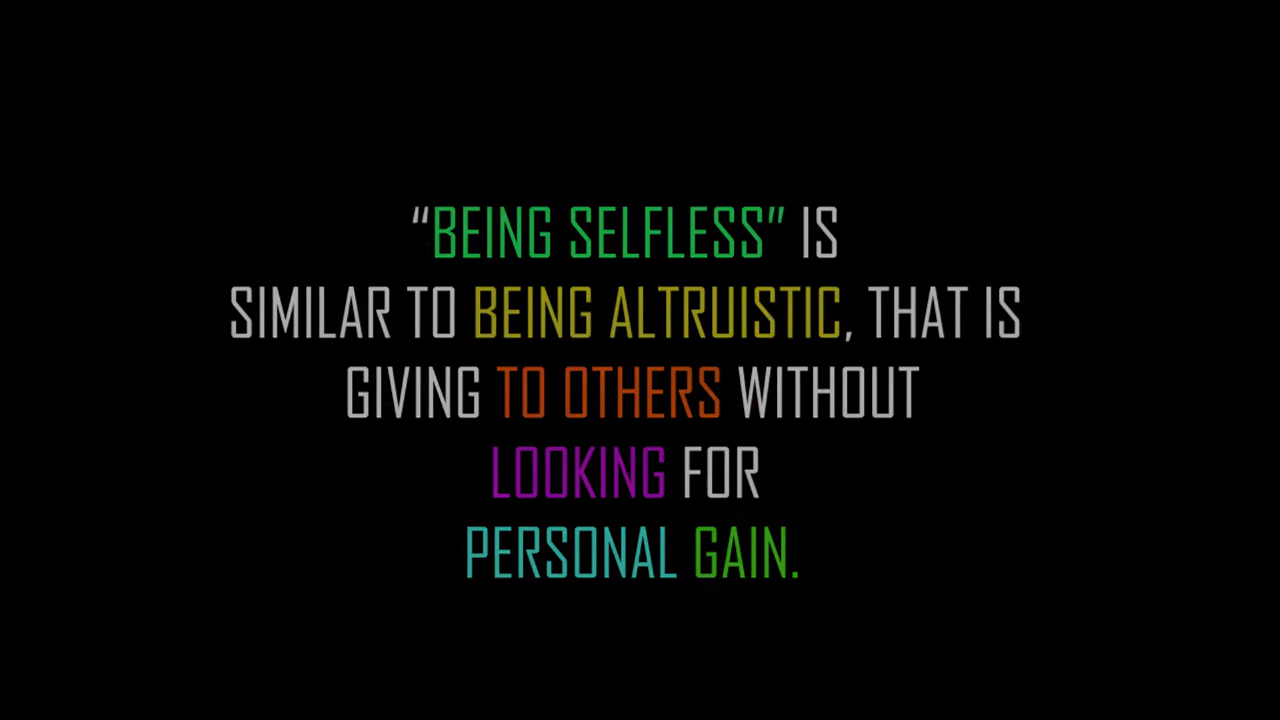 “BEING SELFLESS” IS
SIMILAR TO BEING ALTRUISTIC, THAT IS
GIVING TO OTHERS WITHOUT
LOOKING FOR
PERSONAL GAIN.